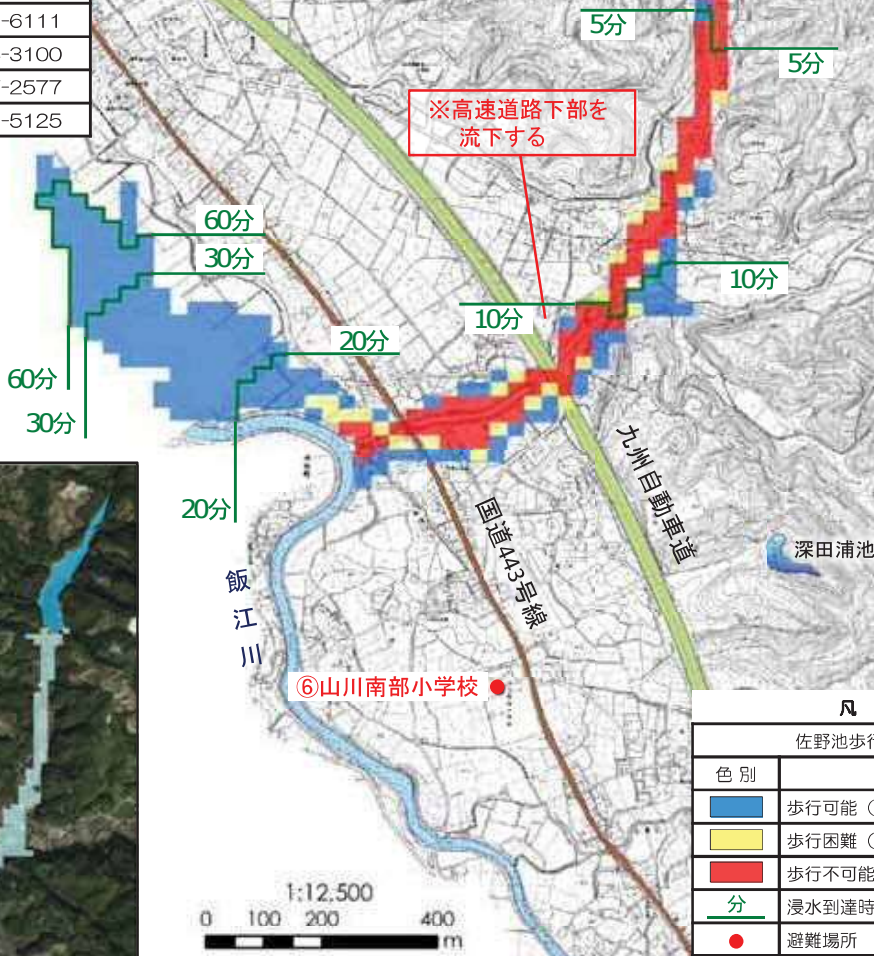 -6111
-3100
-2577
-5125
5分
5分
※高速道路下部を
流下する
60分
30分
10分
10分
20分
60分
30分
20分
九州自動車道
国道443号線
深田浦池
飯江川
⑥山川南部小学校
凡
佐野池歩行
色別
歩行可能（
歩行困難（
歩行不可能
分 浸水到達時
避難場所
1:12,500
0 100 200 400
m